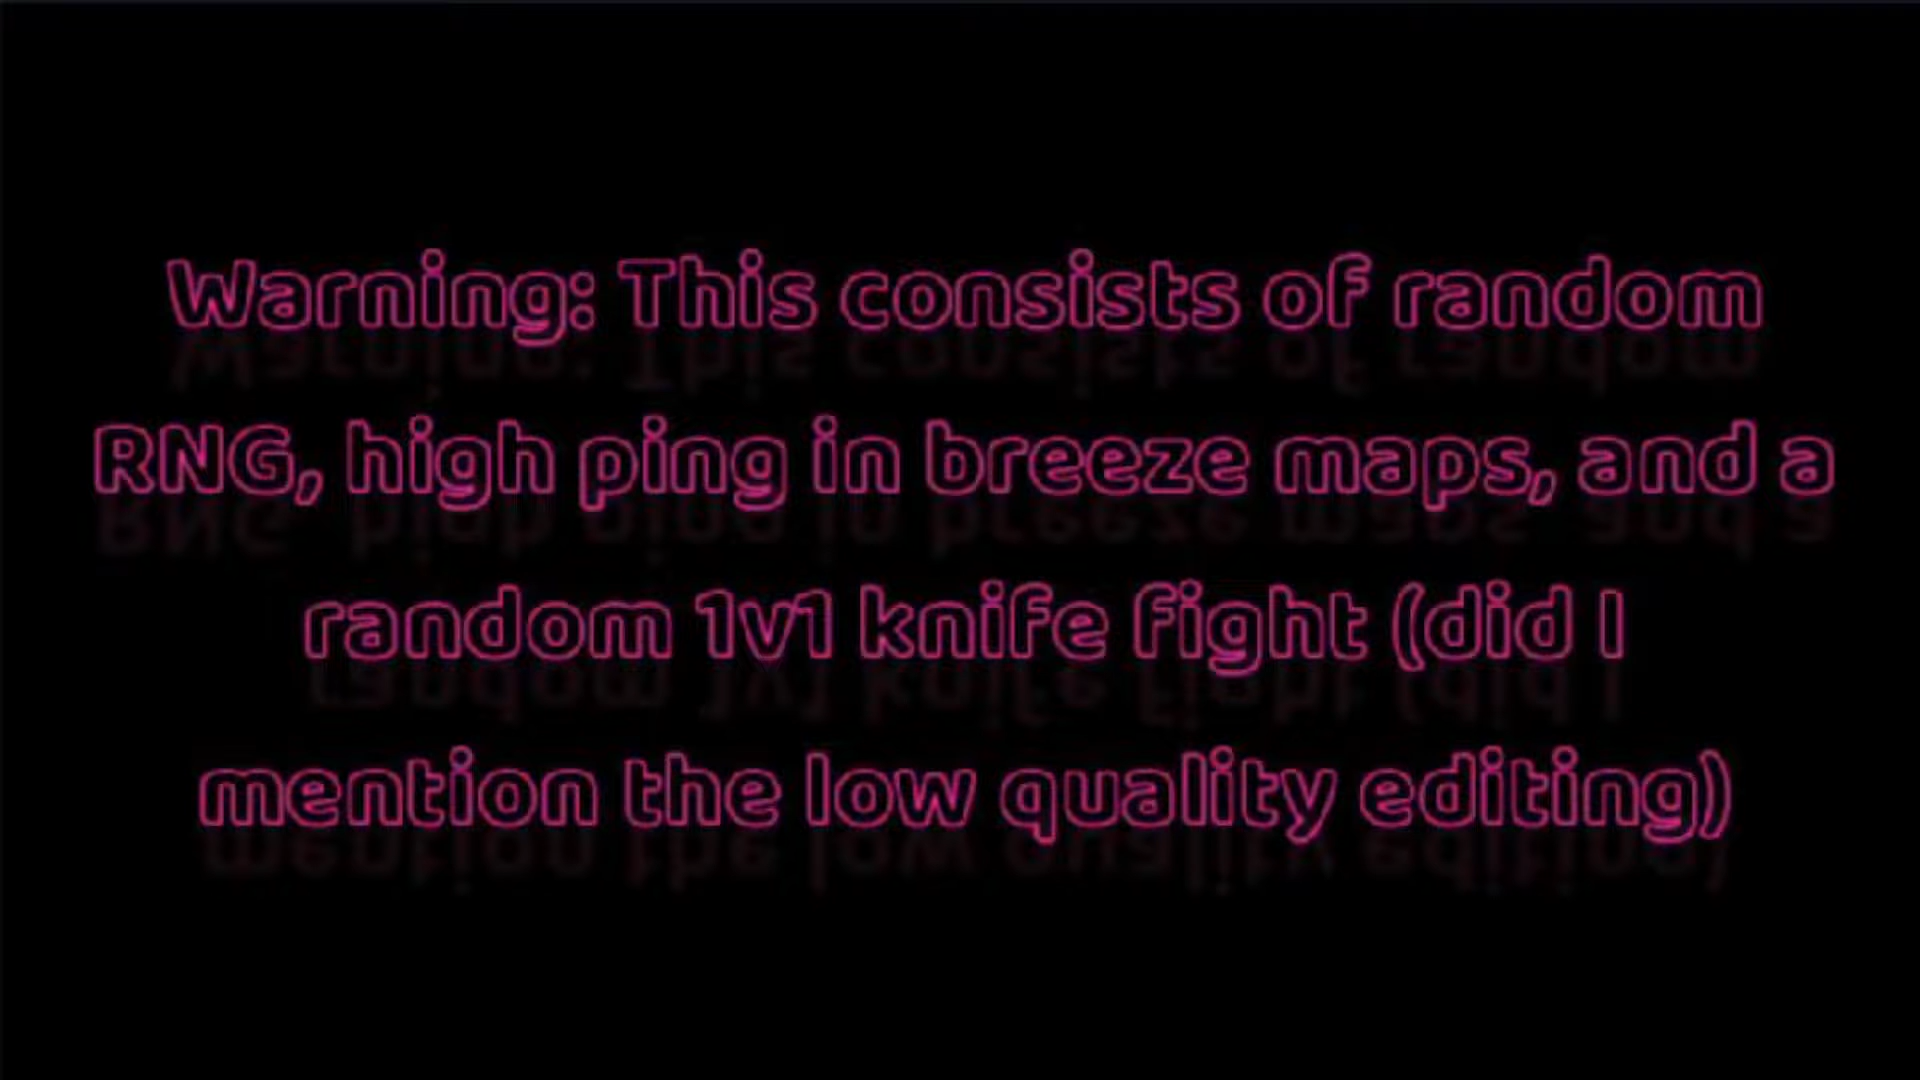 Warning: This consists of random
RNG, high ping in breeze maps, and a
random 1v1 knife fight (did I
mention the low quality editing)